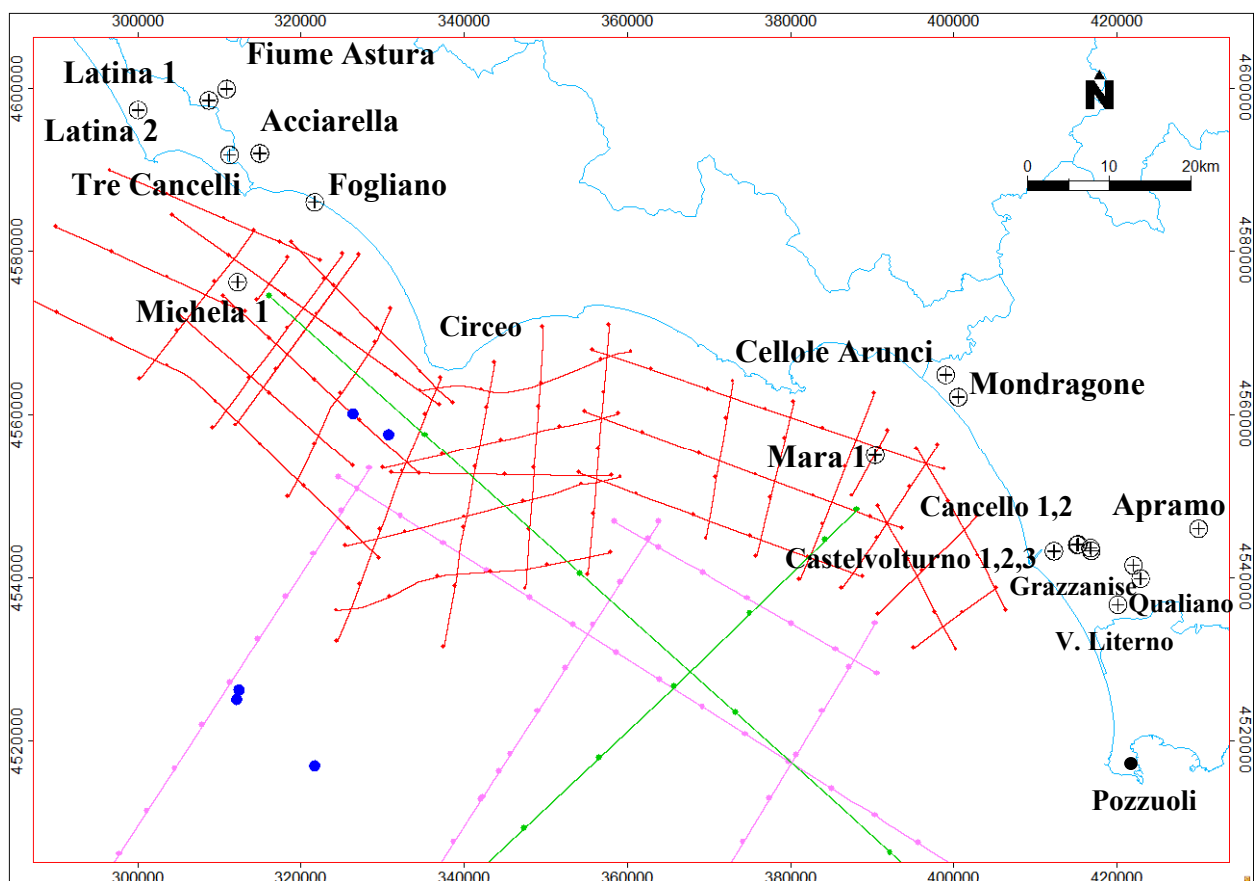 300000 320000 340000 360000 380000 400000 420000
Fiume Astura
Latina 1
4600000
4600000
N
Latina 2
Acciarella
0 10 20km
Tre Cancelli
Fogliano
4580000
4580000
Michela 1
Circeo
Cellole Arunci
Mondragone
4560000
4560000
Mara 1
Cancello 1,2
Apramo
Castelvolturno 1,2,3
4540000
4540000
Grazzanise
Qualiano
V. Literno
4520000
4520000
Pozzuoli
300000 320000 340000 360000 380000 400000 420000